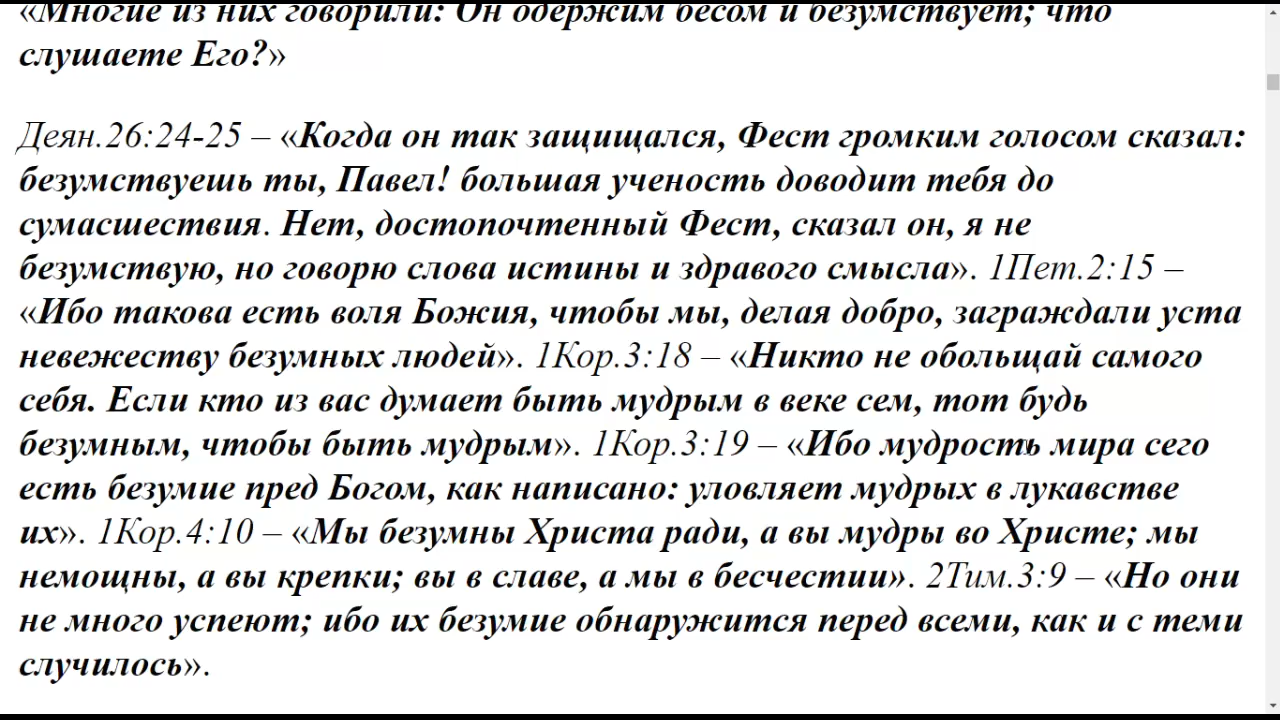 «Многие из них говорили: Он одержим бесом и безумствует; что
слушаете Его?»
Деян.26:24-25 – «Когда он так защищался, Фест громким голосом сказал:
безумствуешь ты, Павел! большая ученость доводит тебя до
сумасшествия. Нет, достопочтенный Фест, сказал он, я не
безумствую, но говорю слова истины и здравого смысла». 1Пет.2:15 –
«Ибо такова есть воля Божия, чтобы мы, делая добро, заграждали уста
невежеству безумных людей». 1Кор.3:18 – «Никто не обольщай самого
себя. Если кто из вас думает быть мудрым в веке сем, тот будь
безумным, чтобы быть мудрым». 1Кор.3:19 – «Ибо мудрость мира сего
есть безумие пред Богом, как написано: уловляет мудрых в лукавстве
их». 1Кор.4:10 – «Мы безумны Христа ради, а вы мудры во Христе; мы
немощны, а вы крепки; вы в славе, а мы в бесчестии». 2Тим.3:9 – «Но они
не много успеют; ибо их безумие обнаружится перед всеми, как и с теми
случилось».